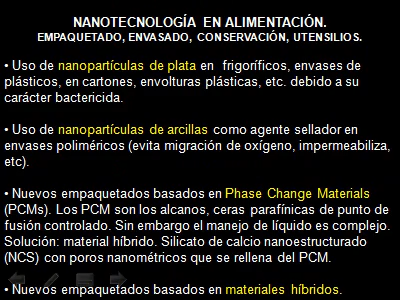 NANOTECNOLOGÍA EN ALIMENTACIÓN.
EMPAQUETADO, ENVASADO, CONSERVACIÓN, UTENSILIOS.
• Uso de nanopartículas de plata en frigoríficos, envases de
plásticos, en cartones, envolturas plásticas, etc. debido a su
carácter bactericida.
• Uso de nanopartículas de arcillas como agente sellador en
envases poliméricos (evita migración de oxígeno, impermeabiliza,
etc).
• Nuevos empaquetados basados en Phase Change Materials
(PCMs). Los PCM son los alcanos, ceras parafínicas de punto de
fusión controlado. Sin embargo el manejo de líquido es complejo.
Solución: material híbrido. Silicato de calcio nanoestructurado
(NCS) con poros nanométricos que se rellena del PCM.
• Nuevos empaquetados basados en materiales híbridos.